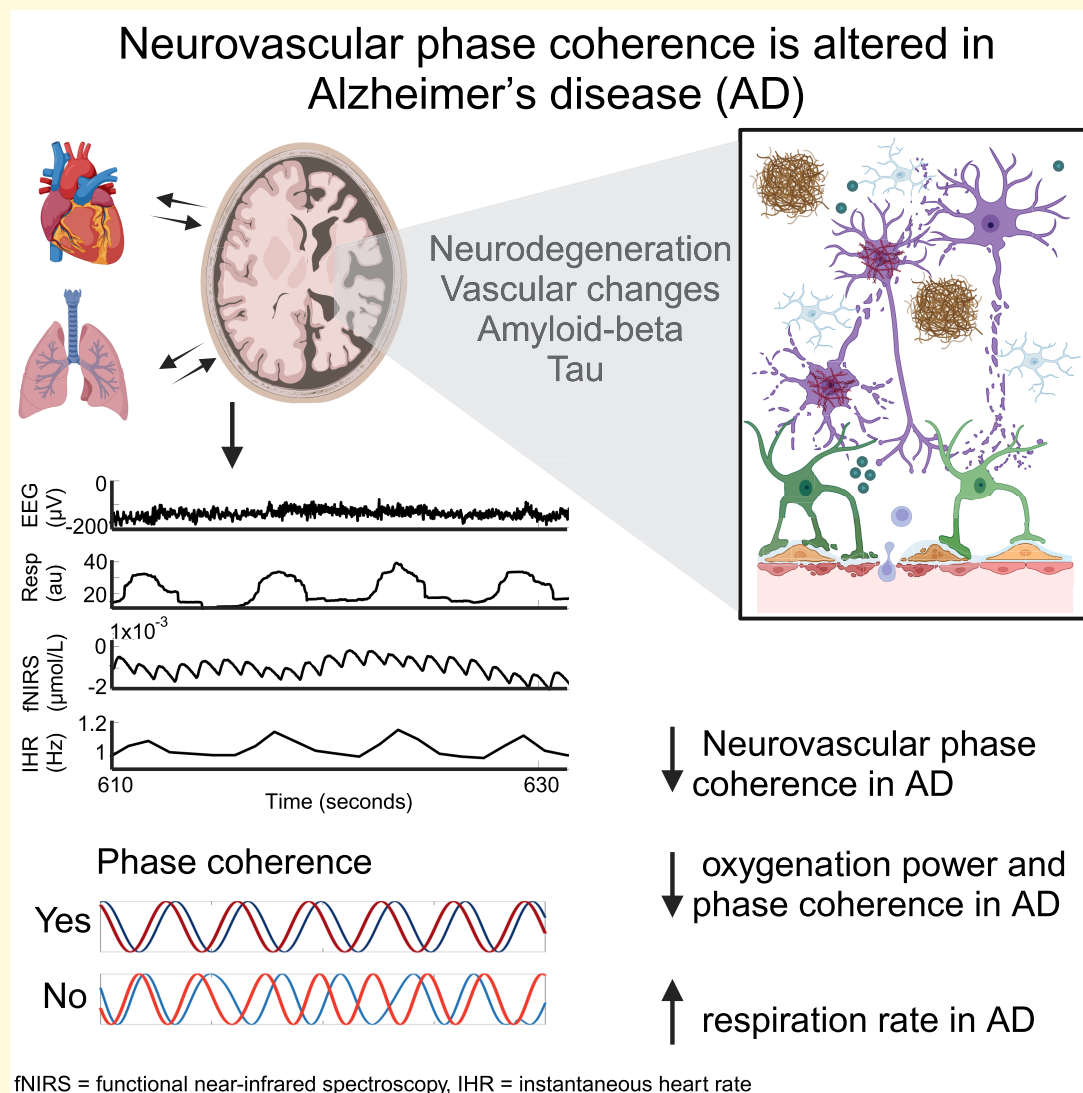 Neurovascular phase coherence is altered in
Alzheimer's disease (AD)
Neurodegeneration
Vascular changes
Amyloid-beta
Tau
EEG
(µV)
0
-200
Resp
(au)
40
20
fNIRS
(µmol/L)
1x10⁻³
0
-2
IHR
(Hz)
1.2
1
610
630
Time (seconds)
Neurovascular phase
coherence in AD
oxygenation power and
phase coherence in AD
respiration rate in AD
Phase coherence
Yes
No
fNIRS = functional near-infrared spectroscopy, IHR = instantaneous heart rate